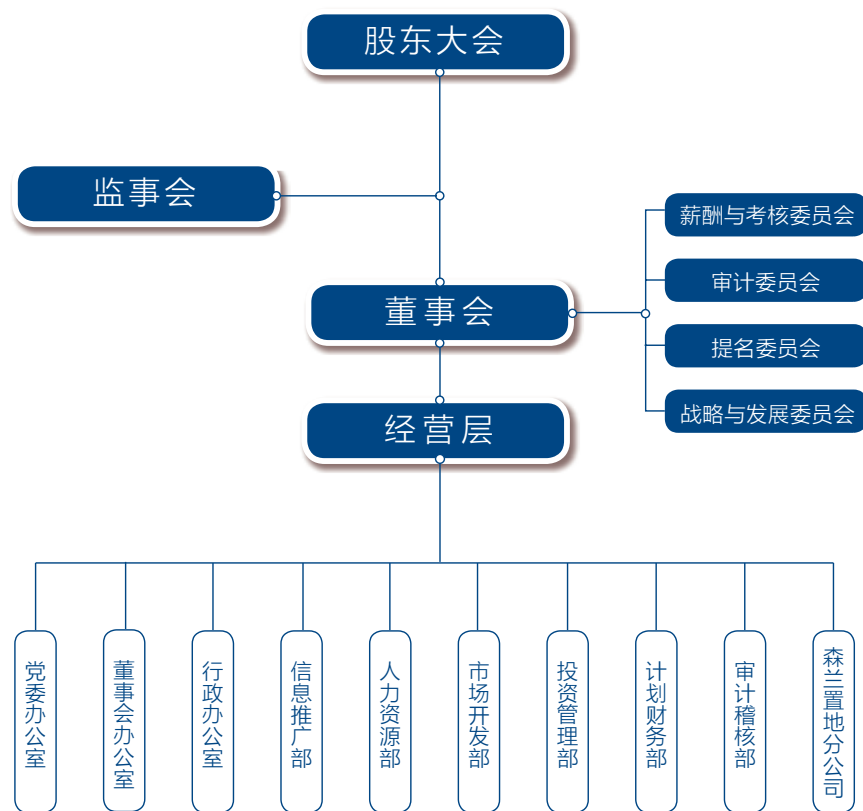 股东大会
监事会
薪酬与考核委员会
审计委员会
董事会
提名委员会
战略与发展委员会
经营层
党委办公室
董事会办公室
行政办公室
信息推广部
人力资源部
市场开发部
投资管理部
计划财务部
审计稽核部
森兰置地分公司